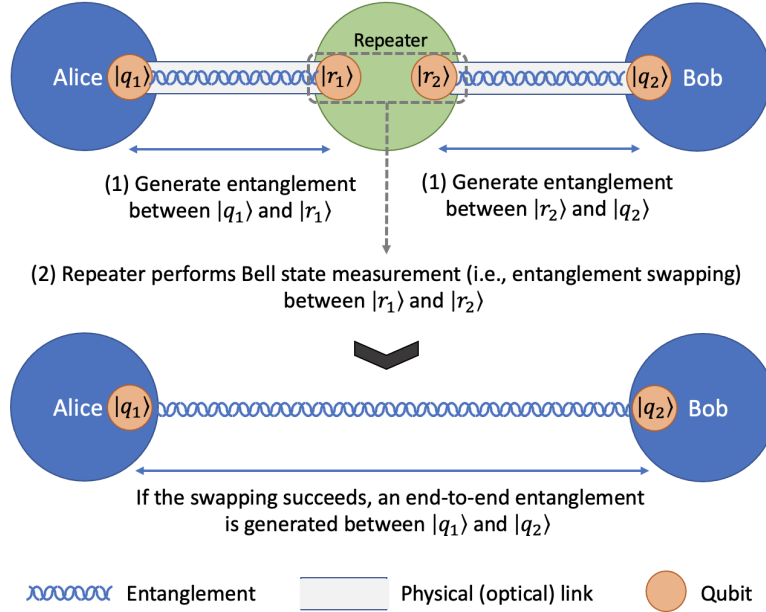 Repeater
Alice |q₁⟩ |r₁⟩ |r₂⟩ |q₂⟩ Bob
(1) Generate entanglement
between |q₁⟩ and |r₁⟩
(1) Generate entanglement
between |r₂⟩ and |q₂⟩
(2) Repeater performs Bell state measurement (i.e., entanglement swapping)
between |r₁⟩ and |r₂⟩
Alice |q₁⟩ |q₂⟩ Bob
If the swapping succeeds, an end-to-end entanglement
is generated between |q₁⟩ and |q₂⟩
Entanglement Physical (optical) link Qubit